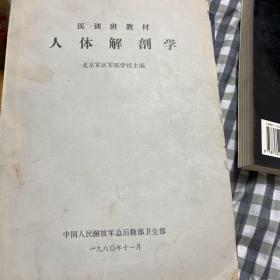 医训班教材
人体解剖学
北京军区军医学校主编
中国人民解放军总后勤部卫生部
一九八〇年十一月